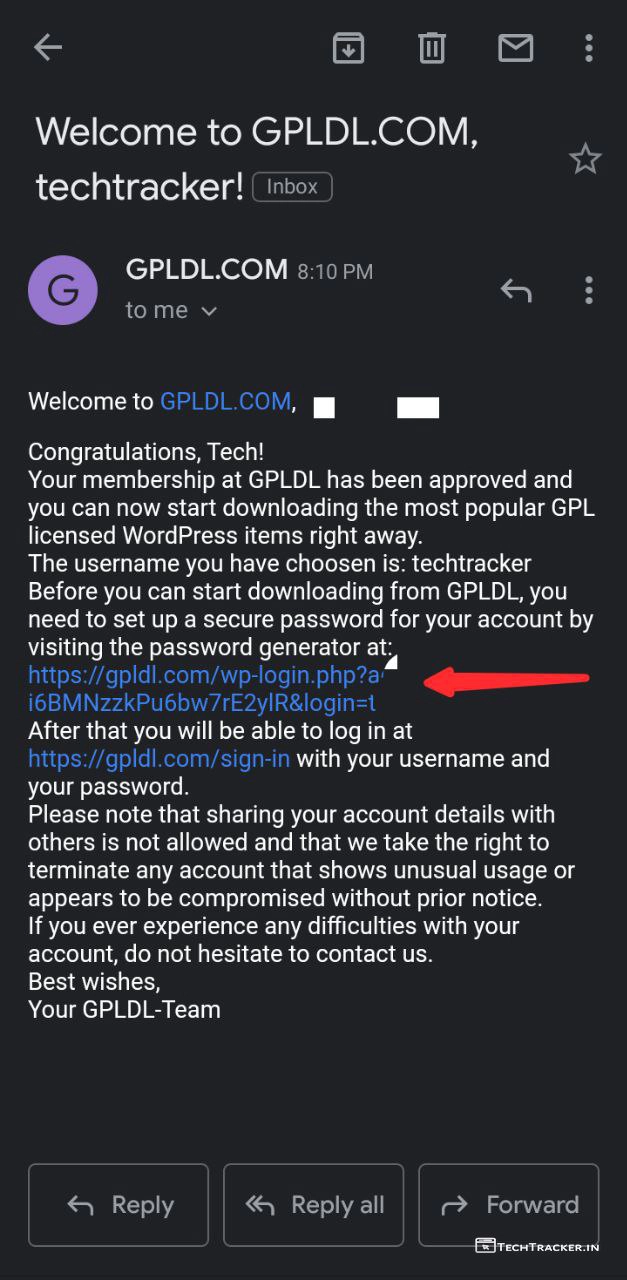 Welcome to GPLDL.COM,
techtracker! Inbox
G
GPLDL.COM 8:10 PM
to me
Welcome to GPLDL.COM,
Congratulations, Tech!
Your membership at GPLDL has been approved and
you can now start downloading the most popular GPL
licensed WordPress items right away.
The username you have choosen is: techtracker
Before you can start downloading from GPLDL, you
need to set up a secure password for your account by
visiting the password generator at:
https://gpldl.com/wp-login.php?a
i6BMNzzkPu6bw7rE2ylR&login=t
After that you will be able to log in at
https://gpldl.com/sign-in with your username and
your password.
Please note that sharing your account details with
others is not allowed and that we take the right to
terminate any account that shows unusual usage or
appears to be compromised without prior notice.
If you ever experience any difficulties with your
account, do not hesitate to contact us.
Best wishes,
Your GPLDL-Team
Reply
Reply all
Forward
TECHTRACKER.IN